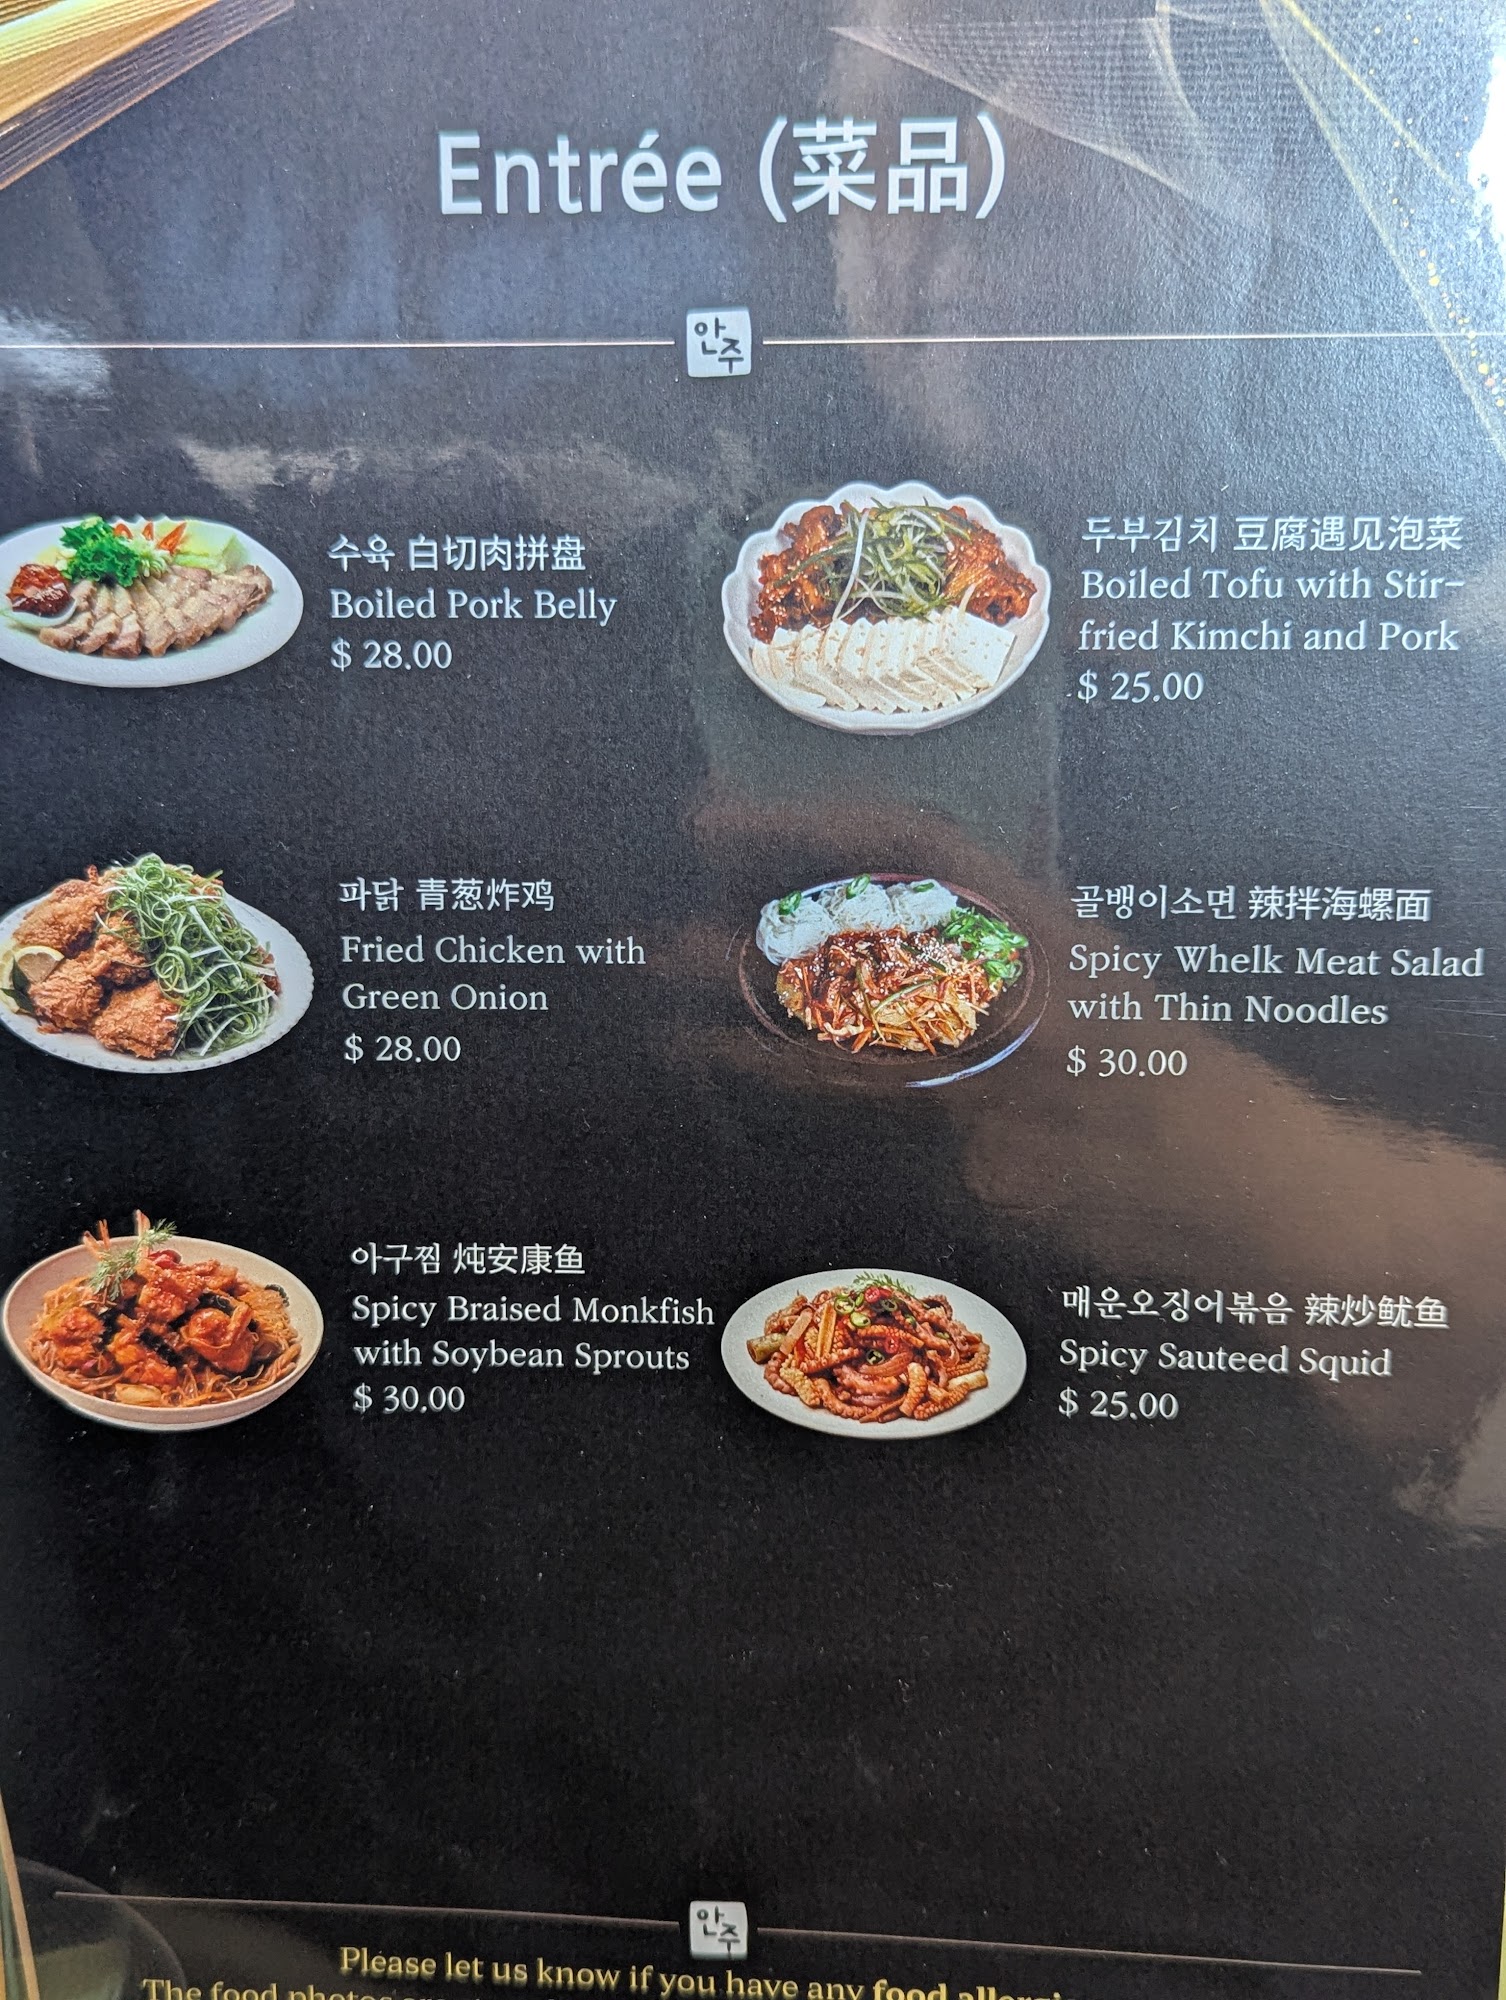 Entrée (菜品)
안주
수육 白切肉拼盘
Boiled Pork Belly
$ 28.00
두부김치 豆腐遇见泡菜
Boiled Tofu with Stir-
fried Kimchi and Pork
$ 25.00
파닭 青葱炸鸡
Fried Chicken with
Green Onion
$ 28.00
골뱅이소면 辣拌海螺面
Spicy Whelk Meat Salad
with Thin Noodles
$ 30.00
아구찜 炖安康鱼
Spicy Braised Monkfish
with Soybean Sprouts
$ 30.00
매운오징어볶음 辣炒鱿鱼
Spicy Sauteed Squid
$ 25.00
안주
Please let us know if you have any food
The food photos